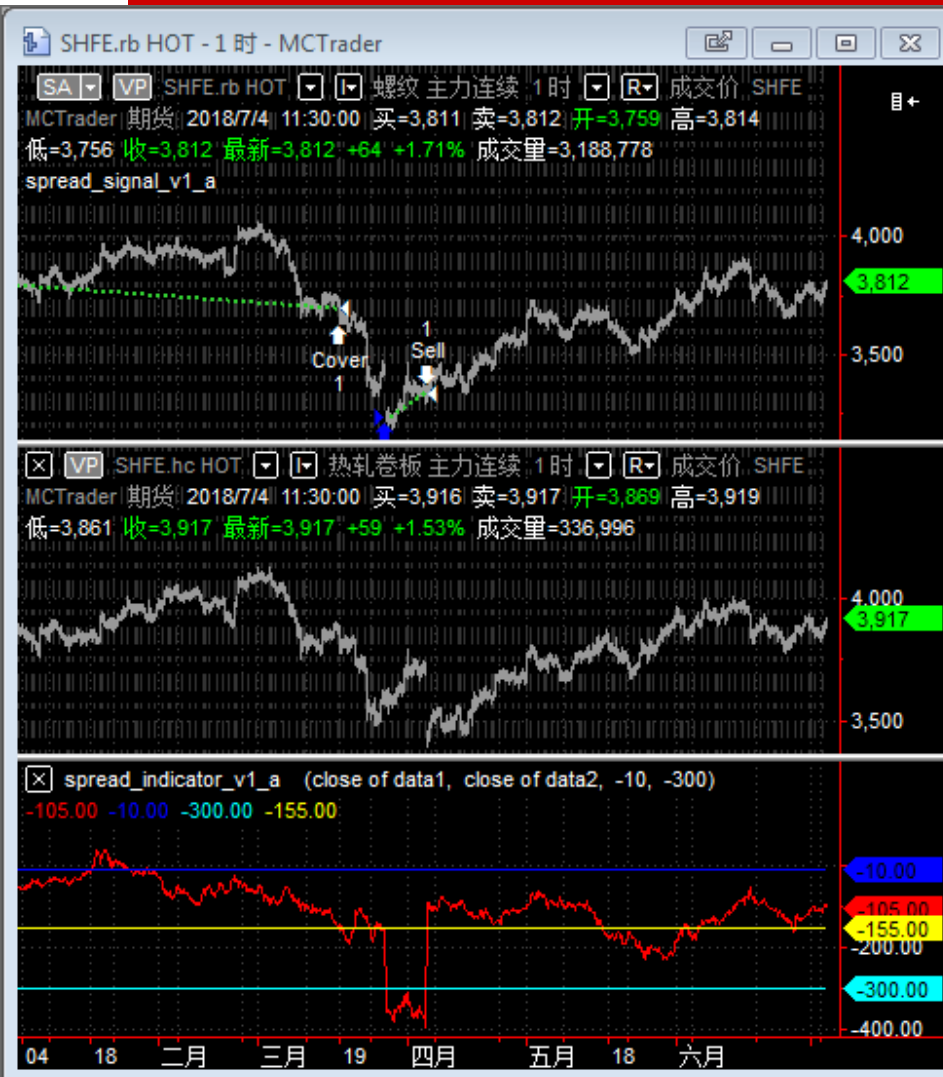 SHFE.rb HOT - 1 时 - MCTrader
SA VP SHFE.rb HOT I 螺纹 主力连续 1 时 R 成交价 SHFE
MCTrader 期货 2018/7/4 11:30:00 买=3,811 卖=3,812 开=3,759 高=3,814
低=3,756 收=3,812 最新=3,812 +64 +1.71% 成交量=3,188,778
spread_signal_v1_a
4,000
3,812
3,500
Cover
1
1
Sell
VP SHFE.hc HOT I 热轧卷板 主力连续 1 时 R 成交价 SHFE
MCTrader 期货 2018/7/4 11:30:00 买=3,916 卖=3,917 开=3,869 高=3,919
低=3,861 收=3,917 最新=3,917 +59 +1.53% 成交量=336,996
4,000
3,917
3,500
spread_indicator_v1_a (close of data1, close of data2, -10, -300)
-105.00 -10.00 -300.00 -155.00
-10.00
-105.00
-155.00
-200.00
-300.00
-400.00
04 18 二月 三月 19 四月 五月 18 六月